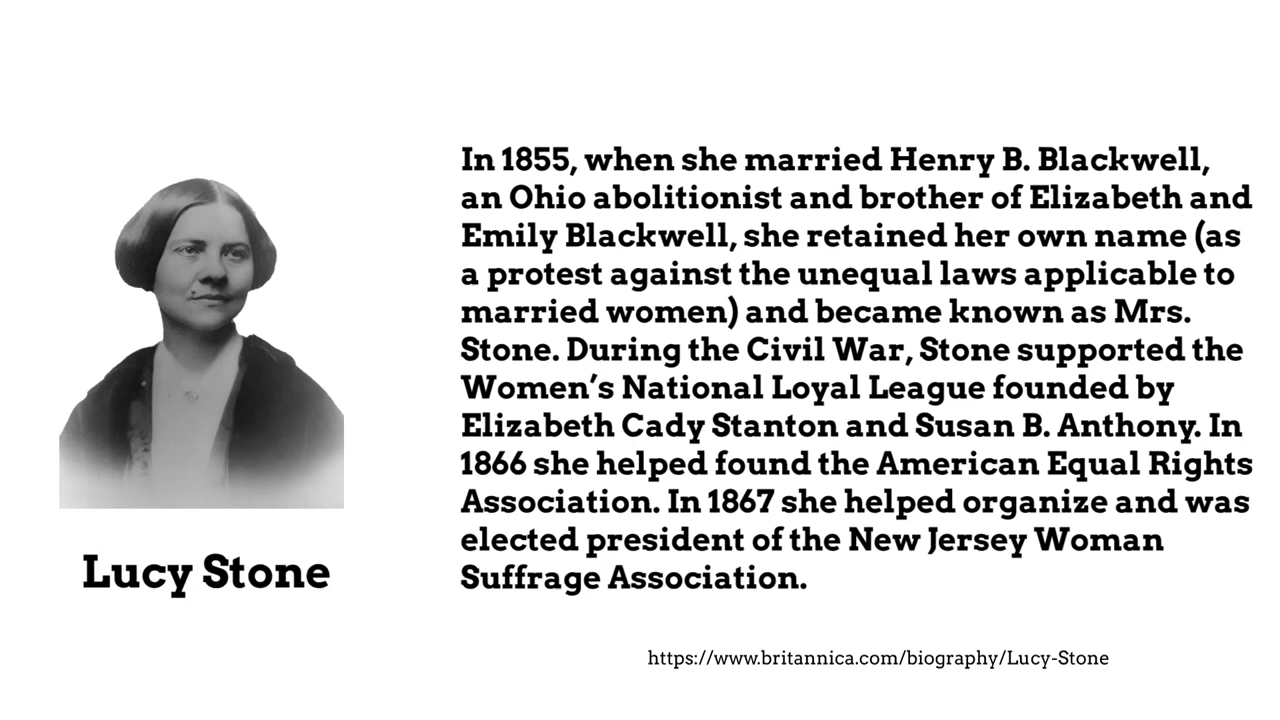 In 1855, when she married Henry B. Blackwell,
an Ohio abolitionist and brother of Elizabeth and
Emily Blackwell, she retained her own name (as
a protest against the unequal laws applicable to
married women) and became known as Mrs.
Stone. During the Civil War, Stone supported the
Women’s National Loyal League founded by
Elizabeth Cady Stanton and Susan B. Anthony. In
1866 she helped found the American Equal Rights
Association. In 1867 she helped organize and was
elected president of the New Jersey Woman
Suffrage Association.
Lucy Stone
https://www.britannica.com/biography/Lucy-Stone